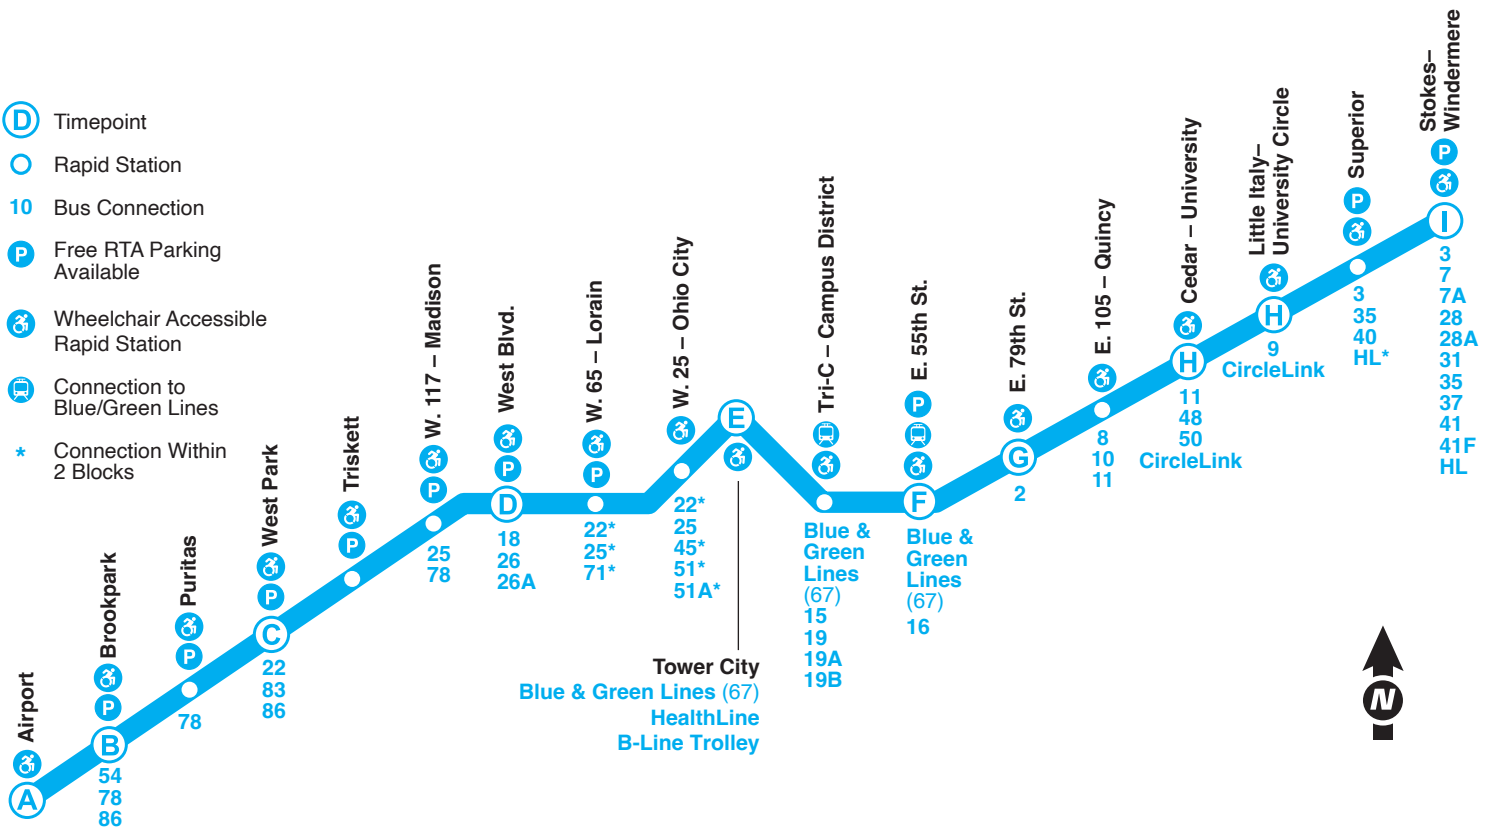 D Timepoint
Rapid Station
10 Bus Connection
P Free RTA Parking
Available
Wheelchair Accessible
Rapid Station
Connection to
Blue/Green Lines
* Connection Within
2 Blocks
Airport
A
Brookpark
P
B
54
78
86
Puritas
P
78
West Park
P
C
22
83
86
Triskett
P
W. 117 – Madison
P
25
78
West Blvd.
P
D
18
26
26A
W. 65 – Lorain
P
22*
25*
71*
W. 25 – Ohio City
22*
25
45*
51*
51A*
E
Tower City
Blue & Green Lines (67)
HealthLine
B-Line Trolley
Tri-C – Campus District
Blue &
Green
Lines
(67)
15
19
19A
19B
E. 55th St.
P
F
Blue &
Green
Lines
(67)
16
E. 79th St.
G
2
E. 105 – Quincy
8
10
11
Cedar – University
H
11
48
50
CircleLink
Little Italy–
University Circle
H
9
CircleLink
Superior
P
3
35
40
HL*
Stokes–
Windermere
P
I
3
7
7A
28
28A
31
35
37
41
41F
HL
N